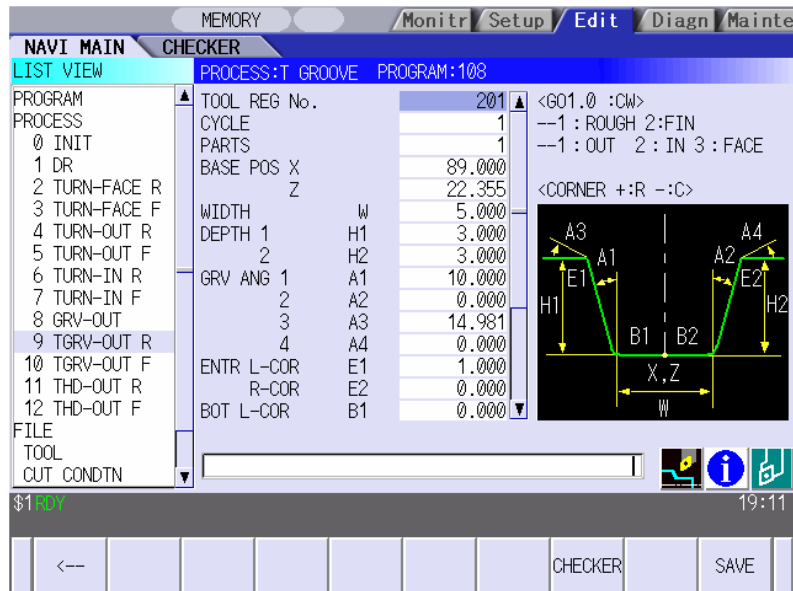 MEMORY
Monitr Setup Edit Diagn Mainte
NAVI MAIN CHECKER
LIST VIEW
PROCESS:T GROOVE PROGRAM:108
PROGRAM
PROCESS
0 INIT
1 DR
2 TURN-FACE R
3 TURN-FACE F
4 TURN-OUT R
5 TURN-OUT F
6 TURN-IN R
7 TURN-IN F
8 GRV-OUT
9 TGRV-OUT R
10 TGRV-OUT F
11 THD-OUT R
12 THD-OUT F
FILE
TOOL
CUT CONDTN
TOOL REG No. 201
CYCLE 1
PARTS 1
BASE POS X 89.000
Z 22.355
WIDTH W 5.000
DEPTH 1 H1 3.000
2 H2 3.000
GRV ANG 1 A1 10.000
2 A2 0.000
3 A3 14.981
4 A4 0.000
ENTR L-COR E1 1.000
R-COR E2 0.000
BOT L-COR B1 0.000
<GO1.0 :CW>
--1 : ROUGH 2:FIN
--1 : OUT 2 : IN 3 : FACE
<CORNER +:R -:C>
A3 A4
A1 A2
E1 E2
H1 H2
B1 B2
X,Z
W
$1 RDY 19:11
<-- CHECKER SAVE